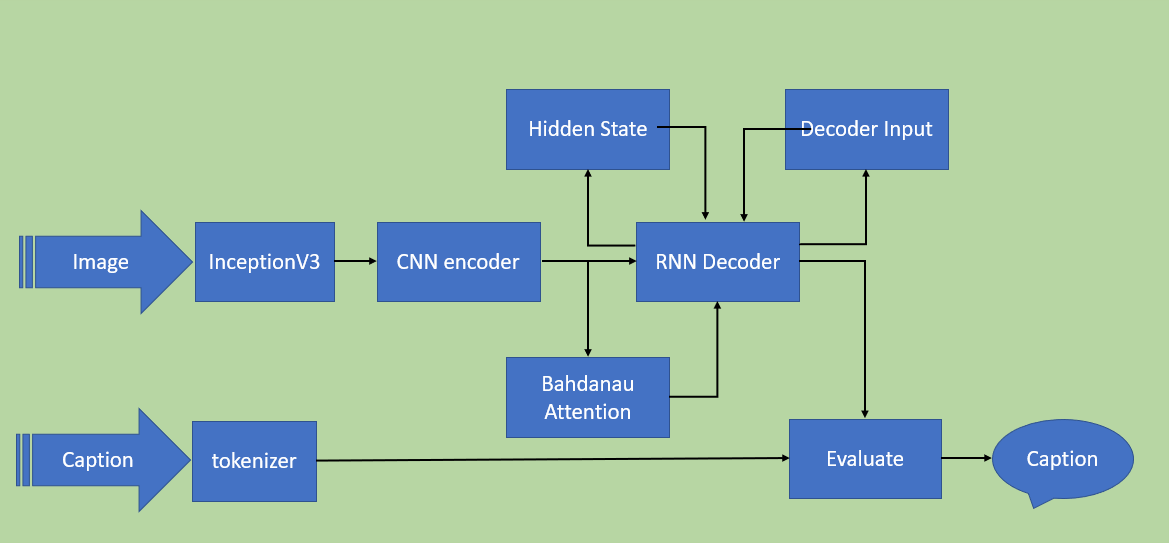 Hidden State
Decoder Input
Image
InceptionV3
CNN encoder
RNN Decoder
Bahdanau
Attention
Caption
tokenizer
Evaluate
Caption